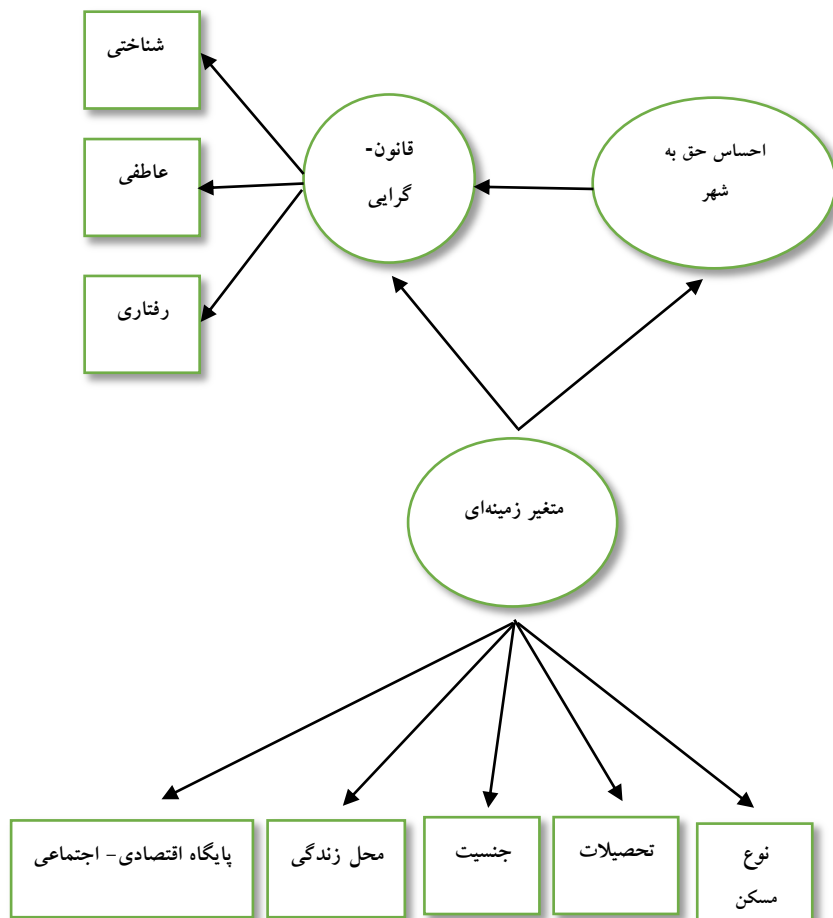 شناختی
قانون-
گرایی
احساس حق به
شهر
عاطفی
رفتاری
متغیر زمینه‌ای
نوع
مسکن
تحصیلات
جنسیت
محل زندگی
پایگاه اقتصادی- اجتماعی